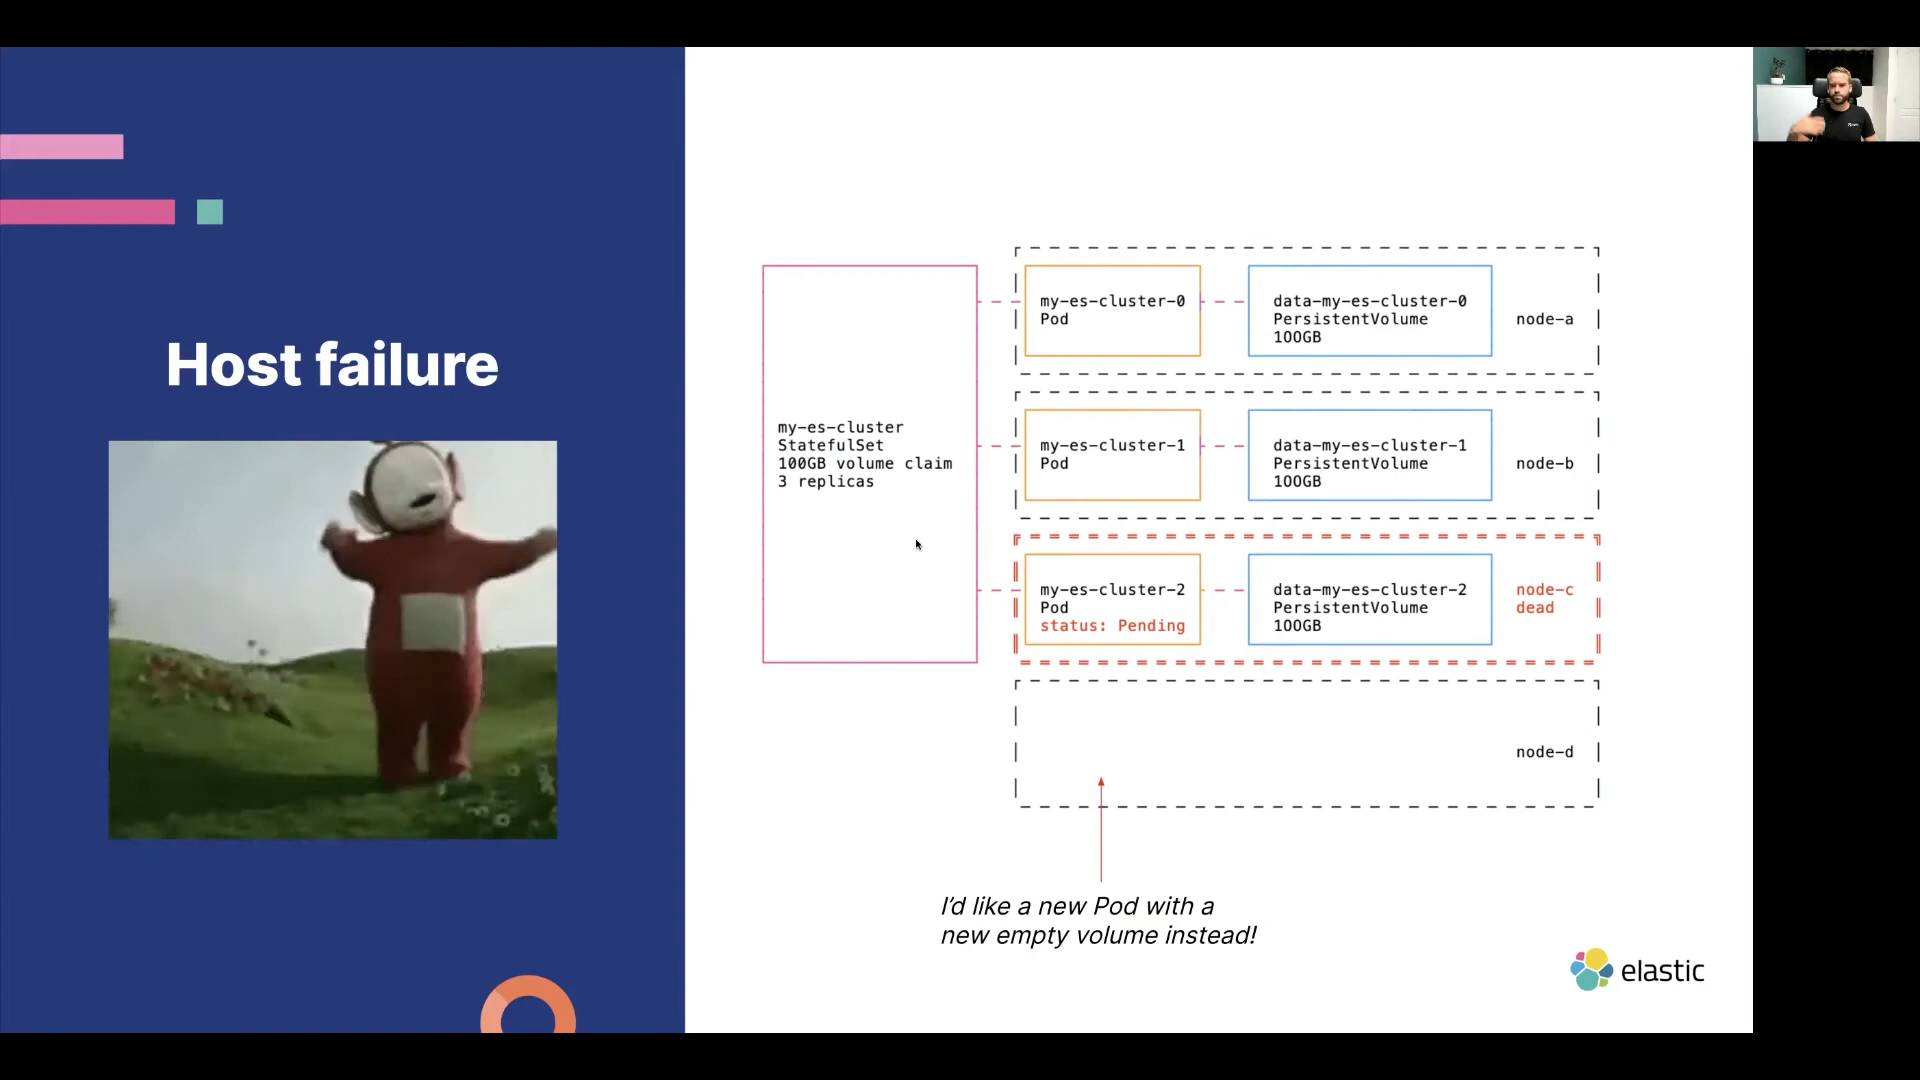 Host failure
my-es-cluster
StatefulSet
100GB volume claim
3 replicas
my-es-cluster-0
Pod
data-my-es-cluster-0
PersistentVolume
100GB
node-a
my-es-cluster-1
Pod
data-my-es-cluster-1
PersistentVolume
100GB
node-b
my-es-cluster-2
Pod
status: Pending
data-my-es-cluster-2
PersistentVolume
100GB
node-c
dead
node-d
I’d like a new Pod with a
new empty volume instead!
elastic